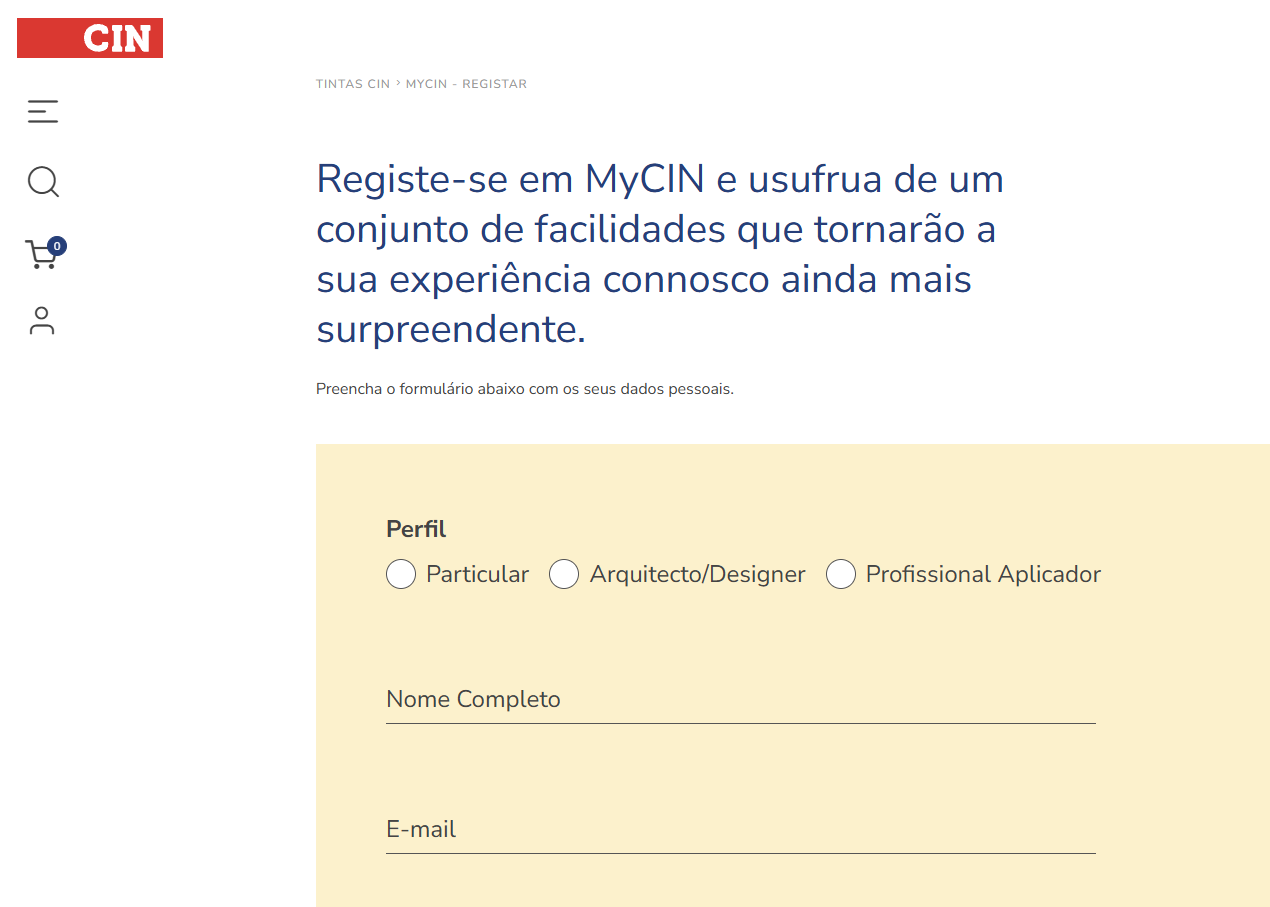 CIN
TINTAS CIN › MYCIN - REGISTAR
Registe-se em MyCIN e usufrua de um
conjunto de facilidades que tornarão a
sua experiência connosco ainda mais
surpreendente.
0
Preencha o formulário abaixo com os seus dados pessoais.
Perfil
Particular Arquitecto/Designer Profissional Aplicador
Nome Completo
E-mail